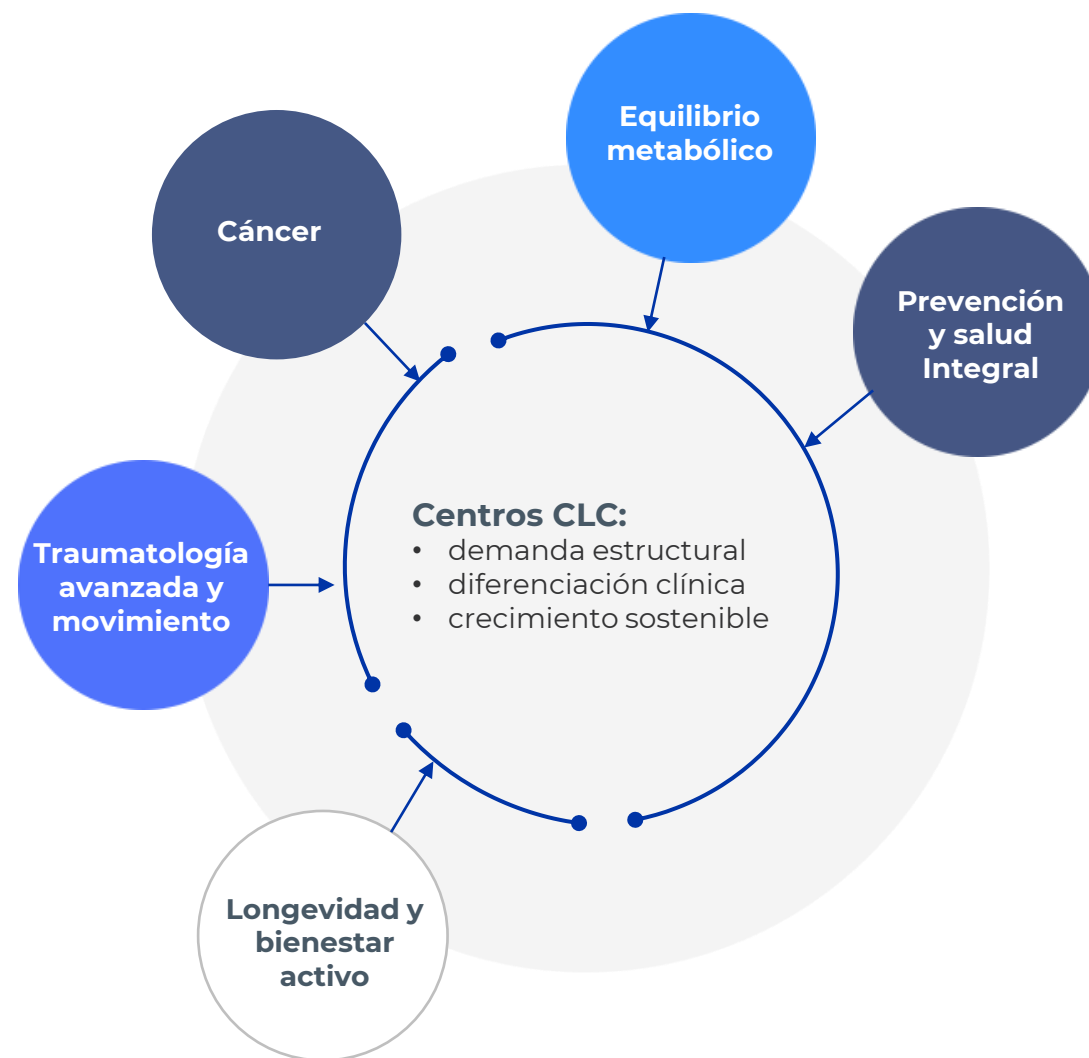 Equilibrio
metabólico
Cáncer
Prevención
y salud
Integral
Centros CLC:
• demanda estructural
• diferenciación clínica
• crecimiento sostenible
Traumatología
avanzada y
movimiento
Longevidad y
bienestar
activo